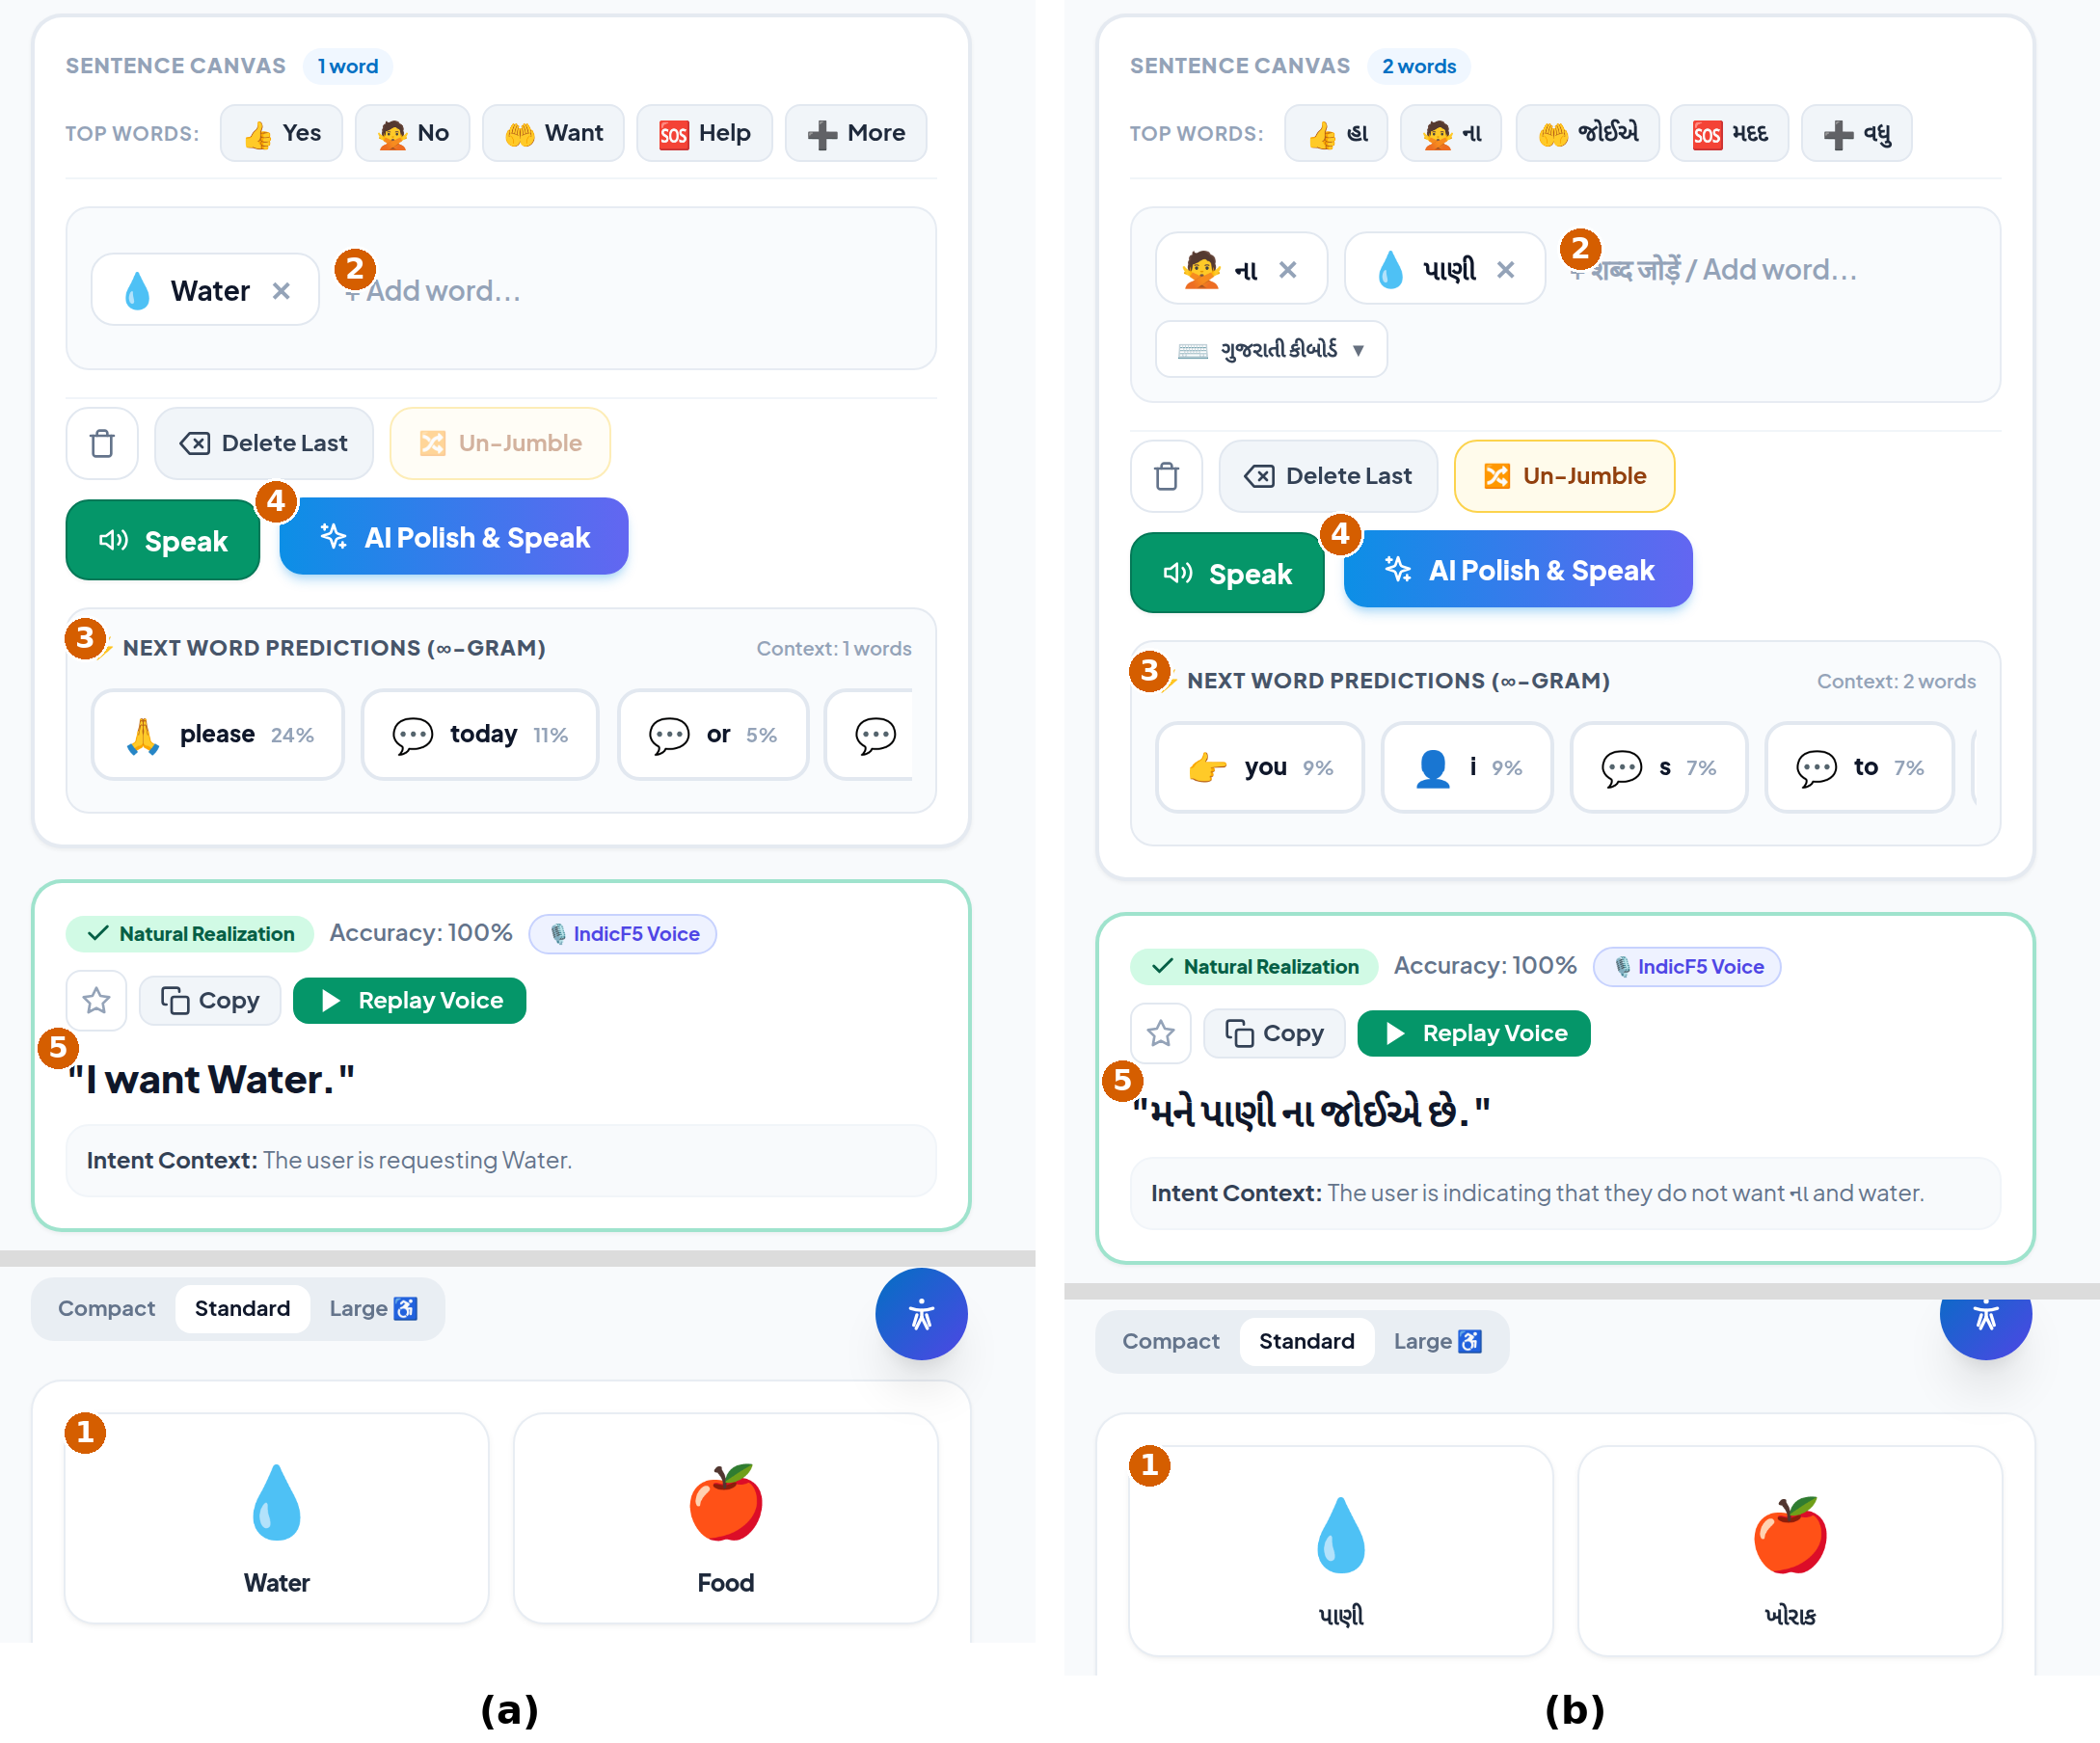 SENTENCE CANVAS 1 word
TOP WORDS: 👍 Yes 🙅 No 🤲 Want 🆘 Help ➕ More
💧 Water ✕ 2 + Add word...
Delete Last 🔀 Un-Jumble
Speak 4 AI Polish & Speak
3 NEXT WORD PREDICTIONS (∞-GRAM) Context: 1 words
🙏 please 24% 💬 today 11% 💬 or 5% 💬
✓ Natural Realization Accuracy: 100% 🎙️ IndicF5 Voice
Copy Replay Voice
5
"I want Water."
Intent Context: The user is requesting Water.
Compact Standard Large ♿
1
Water Food
(a)
SENTENCE CANVAS 2 words
TOP WORDS: 👍 હા 🙅 ના 🤲 જોઈએ 🆘 મદદ ➕ વધુ
🙅 ના ✕ 💧 પાણી ✕ 2 + शब्द जोड़ें / Add word...
⌨️ ગુજરાતી કીબોર્ડ ▼
Delete Last 🔀 Un-Jumble
Speak 4 AI Polish & Speak
3 NEXT WORD PREDICTIONS (∞-GRAM) Context: 2 words
👉 you 9% 👤 i 9% 💬 s 7% 💬 to 7%
✓ Natural Realization Accuracy: 100% 🎙️ IndicF5 Voice
Copy Replay Voice
5
"મને પાણી ના જોઈએ છે."
Intent Context: The user is indicating that they do not want ના and water.
Compact Standard Large ♿
1
પાણી ખોરાક
(b)